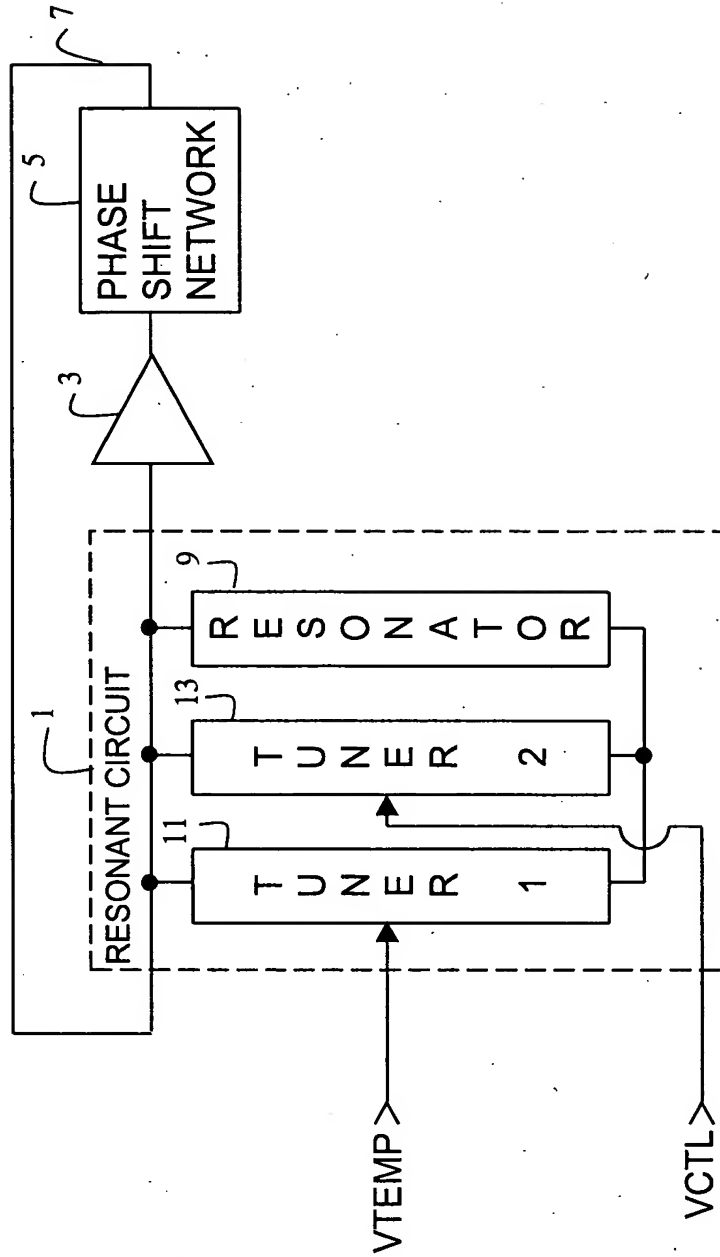 7
5
PHASE
SHIFT
NETWORK
3
1
RESONANT CIRCUIT
9
RESONATOR
13
TUNER 2
11
TUNER 1
VTEMP
VCTL